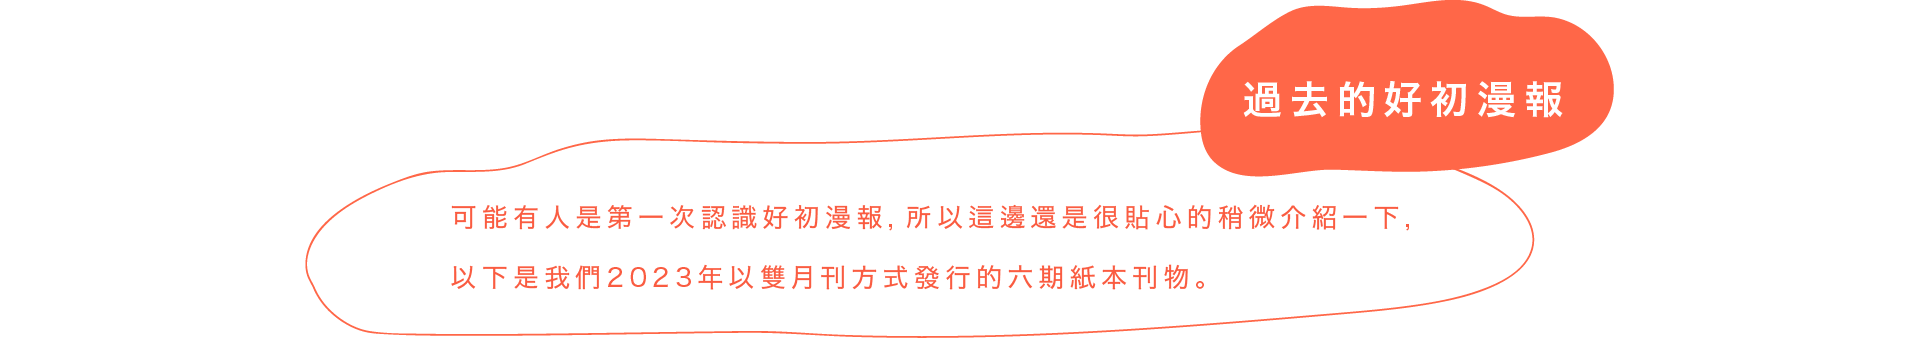 過去的好初漫報
可能有人是第一次認識好初漫報, 所以這邊還是很貼心的稍微介紹一下,
以下是我們2023年以雙月刊方式發行的六期紙本刊物。